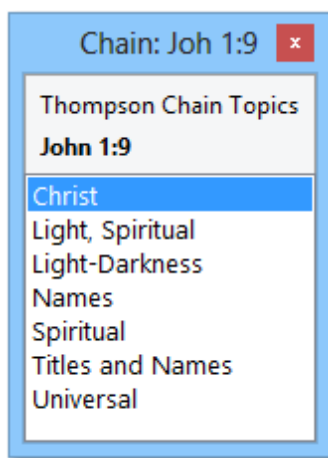 Chain: Joh 1:9 x
Thompson Chain Topics
John 1:9
Christ
Light, Spiritual
Light-Darkness
Names
Spiritual
Titles and Names
Universal